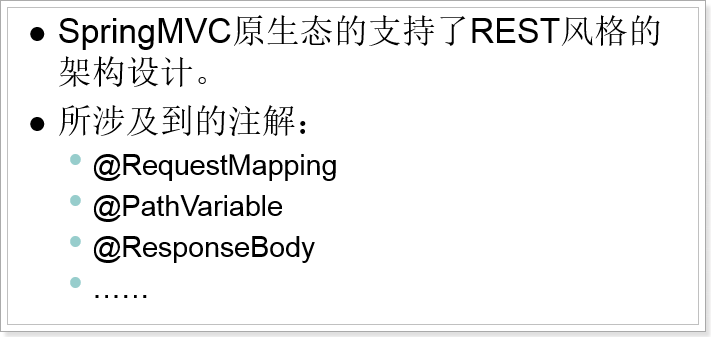 SpringMVC原生态的支持了REST风格的
架构设计。
所涉及到的注解：
@RequestMapping
@PathVariable
@ResponseBody
……